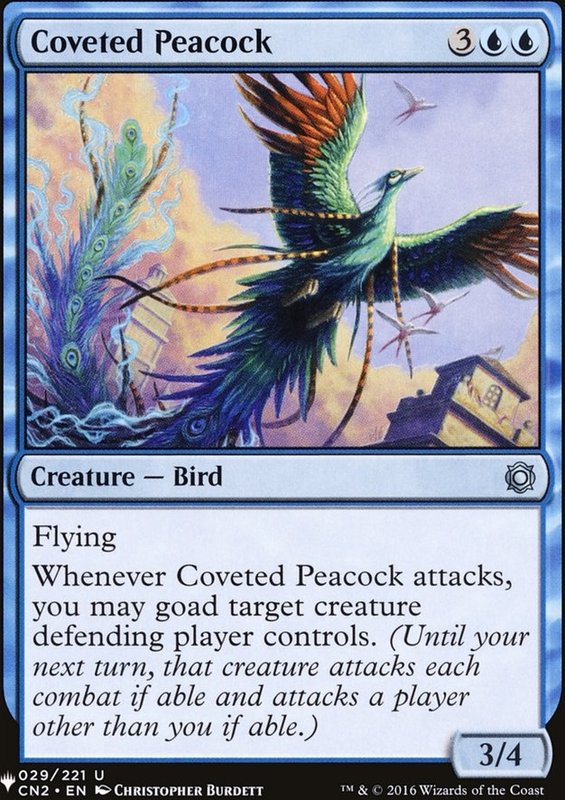 Coveted Peacock
3
Creature — Bird
Flying
Whenever Coveted Peacock attacks,
you may goad target creature
defending player controls. (Until your
next turn, that creature attacks each
combat if able and attacks a player
other than you if able.)
3/4
029/221 U
CN2 • EN Christopher Burdett
™ & © 2016 Wizards of the Coast